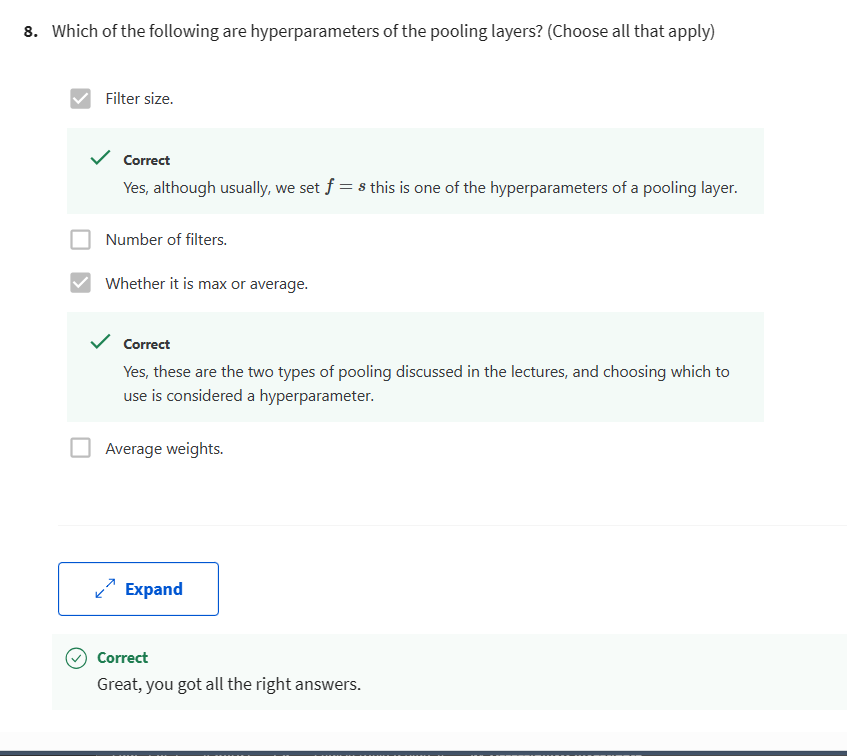 8. Which of the following are hyperparameters of the pooling layers? (Choose all that apply)
Filter size.
Correct
Yes, although usually, we set f = s this is one of the hyperparameters of a pooling layer.
Number of filters.
Whether it is max or average.
Correct
Yes, these are the two types of pooling discussed in the lectures, and choosing which to
use is considered a hyperparameter.
Average weights.
Expand
Correct
Great, you got all the right answers.